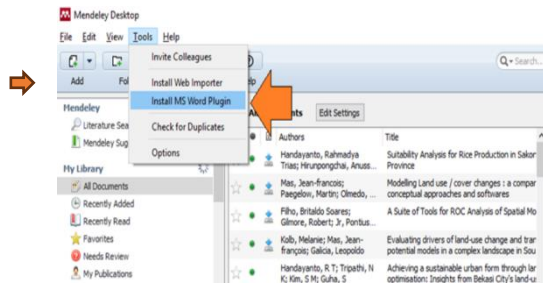 Mendeley Desktop
File Edit View Tools Help
Invite Colleagues
Install Web Importer
Install MS Word Plugin
Check for Duplicates
Options
Search...
Add
Mendeley
Literature Sea
Mendeley Sug
My Library
All Documents
Recently Added
Recently Read
Favorites
Needs Review
My Publications
Edit Settings
Authors Title
Handayanto, Rahmadya Suitability Analysis for Rice Production in Sakor
Trias; Hirunpongchai, Anuss... Province
Mas, Jean-francois; Modelling Land use / cover changes : a compar
Paegelow, Martin; Olmedo, ... conceptual approaches and softwares
Filho, Britaldo Soares; A Suite of Tools for ROC Analysis of Spatial Mo
Gilmore, Robert; Jr, Pontius...
Kolb, Melanie; Mas, Jean- Evaluating drivers of land-use change and tran
françois; Galicia, Leopoldo potential models in a complex landscape in Sou
Handayanto, R T; Tripathi, N Achieving a sustainable urban form through lan
K; Kim, S M; Guha, S optimisation: Insights from Bekasi City's land-u